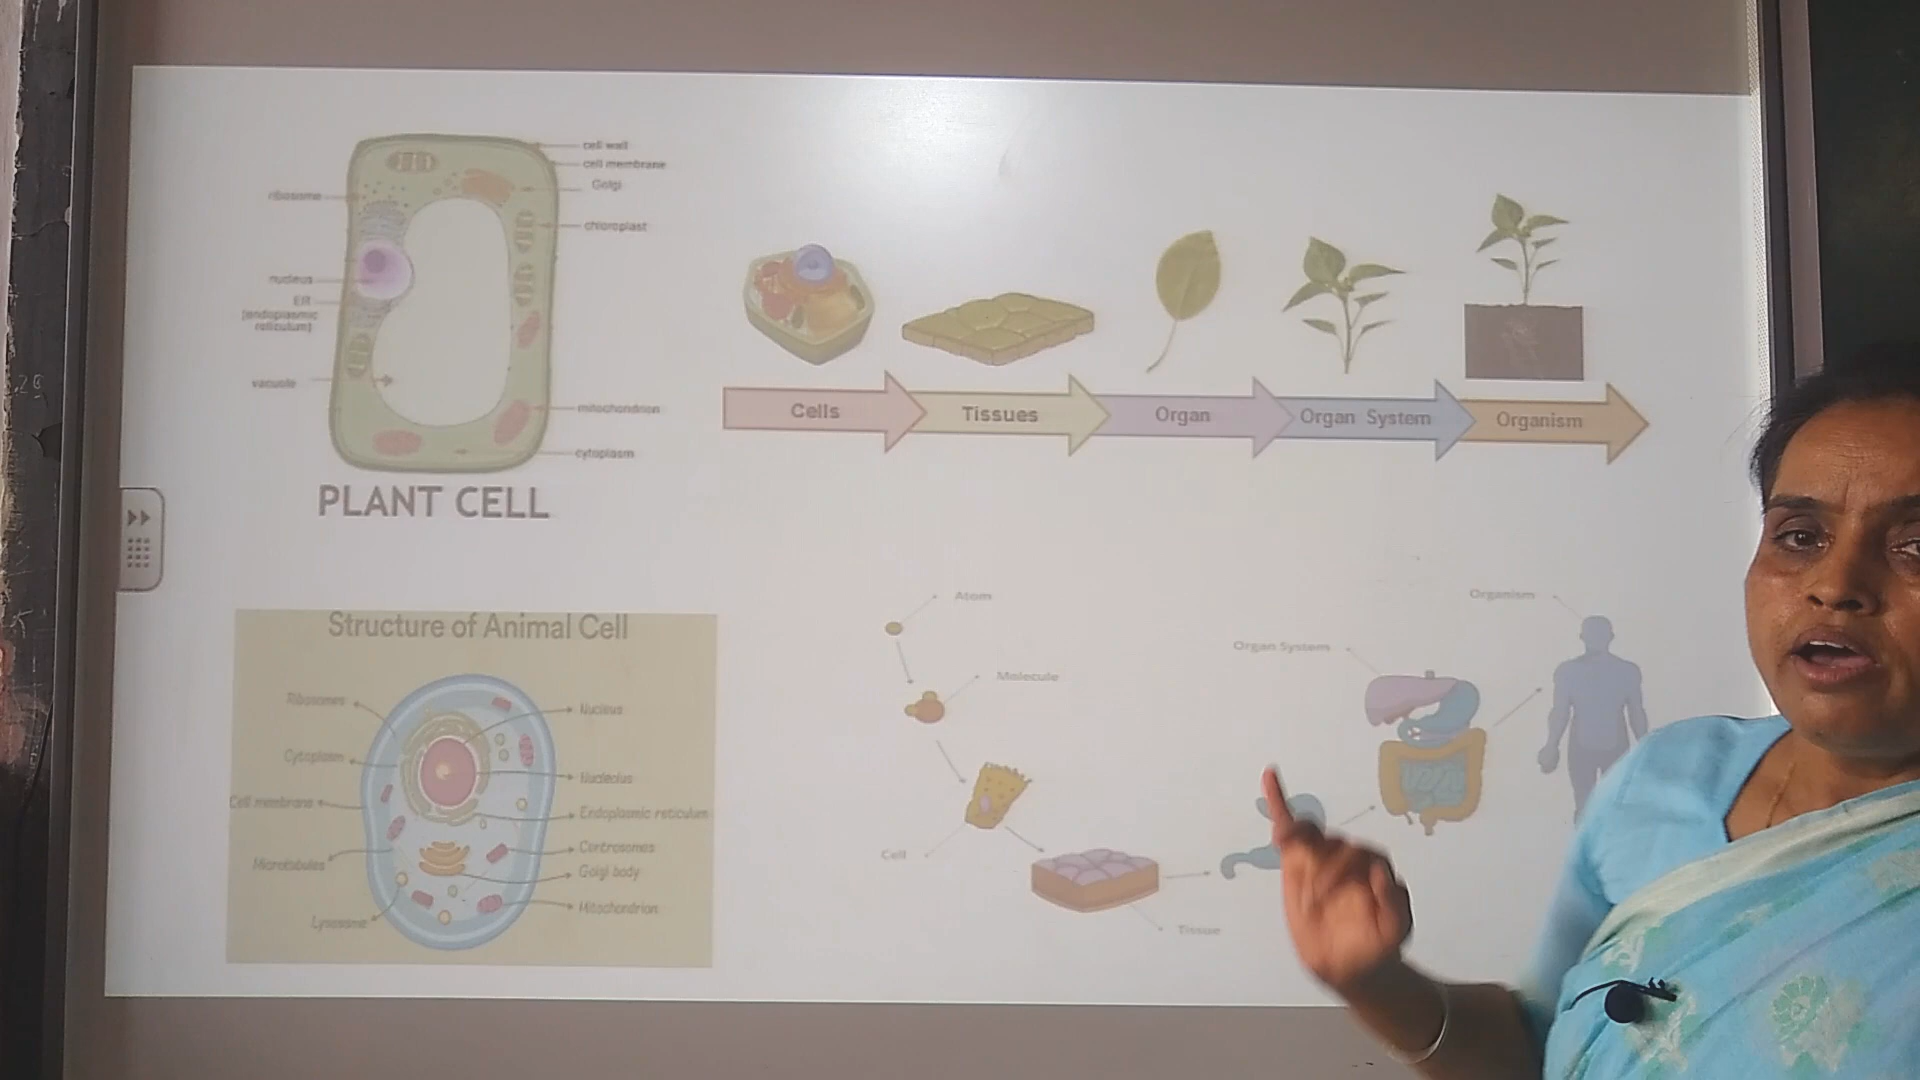 cell wall
cell membrane
Golgi
ribosome
chloroplast
nucleus
ER
(endoplasmic
reticulum)
vacuole
mitochondrion
cytoplasm
PLANT CELL
Cells
Tissues
Organ
Organ System
Organism
Structure of Animal Cell
Ribosomes
Nucleus
Cytoplasm
Nucleolus
Cell membrane
Endoplasmic reticulum
Centrosomes
Microtubules
Golgi body
Mitochondrion
Lysosome
Atom
Molecule
Cell
Tissue
Organ System
Organism